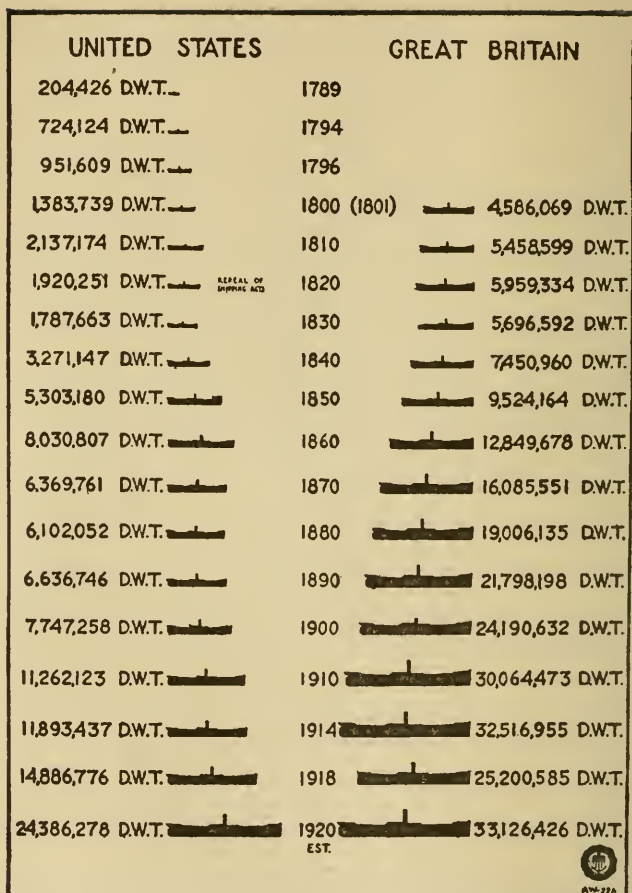 UNITED STATES GREAT BRITAIN
204,426 D.W.T. 1789
724,124 D.W.T. 1794
951,609 D.W.T. 1796
1,383,739 D.W.T. 1800 (1801) 4,586,069 D.W.T.
2,137,174 D.W.T. 1810 5,458,599 D.W.T.
1,920,251 D.W.T. REPEAL OF SHIPPING ACTS 1820 5,959,334 D.W.T.
1,787,663 D.W.T. 1830 5,696,592 D.W.T.
3,271,147 D.W.T. 1840 7,450,960 D.W.T.
5,303,180 D.W.T. 1850 9,524,164 D.W.T.
8,030,807 D.W.T. 1860 12,849,678 D.W.T.
6,369,761 D.W.T. 1870 16,085,551 D.W.T.
6,102,052 D.W.T. 1880 19,006,135 D.W.T.
6,636,746 D.W.T. 1890 21,798,198 D.W.T.
7,747,258 D.W.T. 1900 24,190,632 D.W.T.
11,262,123 D.W.T. 1910 30,064,473 D.W.T.
11,893,437 D.W.T. 1914 32,516,955 D.W.T.
14,886,776 D.W.T. 1918 25,200,585 D.W.T.
24,386,278 D.W.T. 1920 33,126,426 D.W.T.
EST.